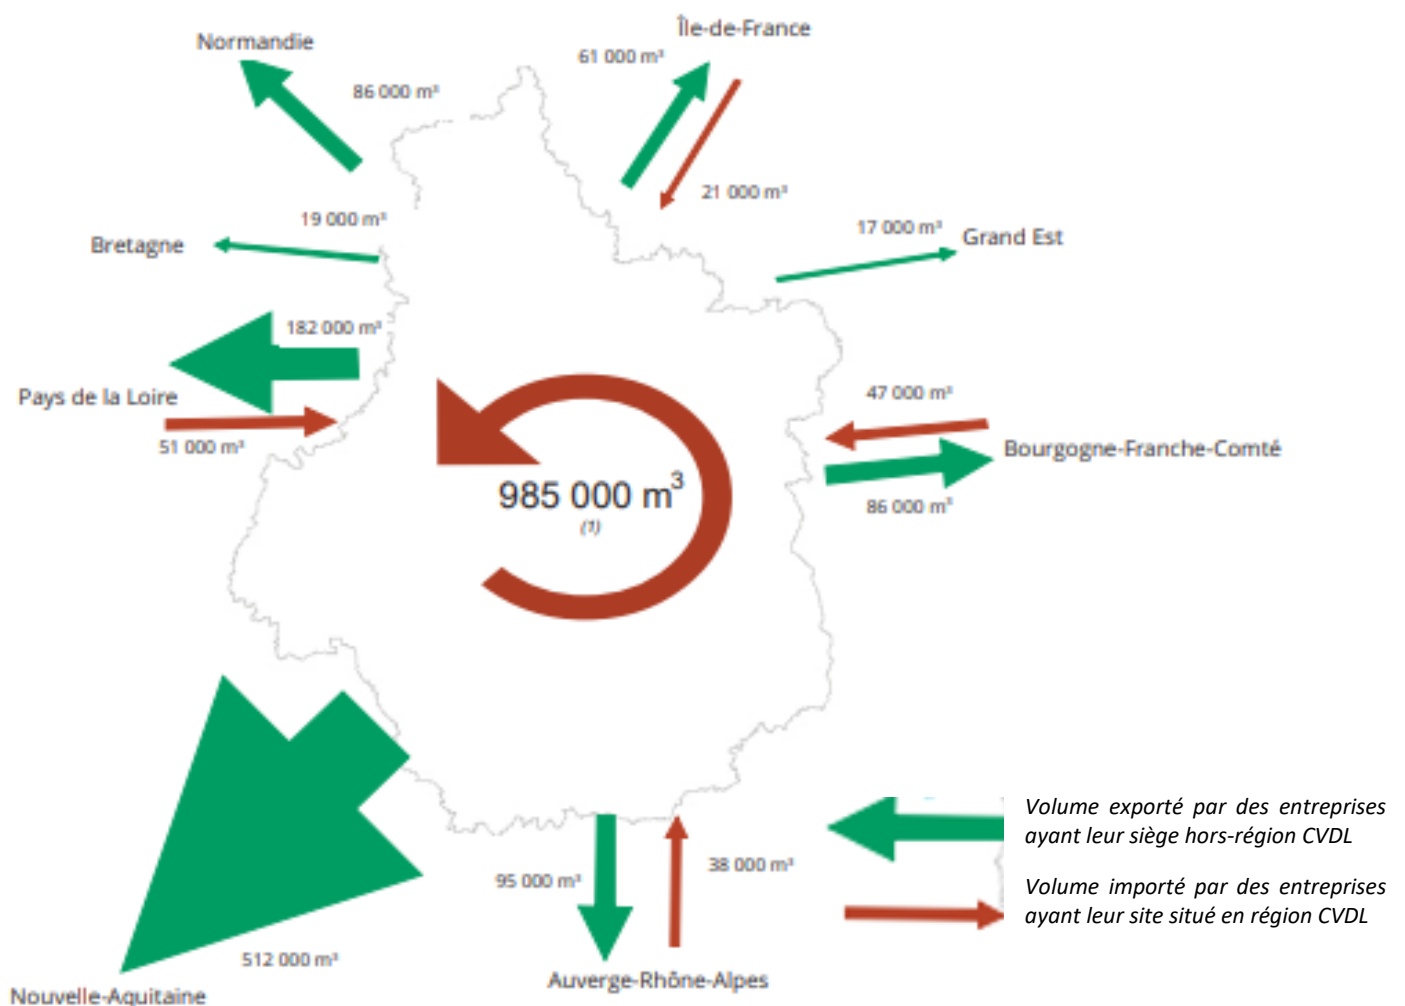 Île-de-France
Normandie
61 000 m³
86 000 m³
21 000 m³
19 000 m³
Bretagne
17 000 m³
Grand Est
182 000 m³
Pays de la Loire
51 000 m³
47 000 m³
Bourgogne-Franche-Comté
86 000 m³
985 000 m³
(1)
Volume exporté par des entreprises
ayant leur siège hors-région CVDL
Volume importé par des entreprises
ayant leur site situé en région CVDL
38 000 m³
95 000 m³
512 000 m³
Auverge-Rhône-Alpes
Nouvelle-Aquitaine